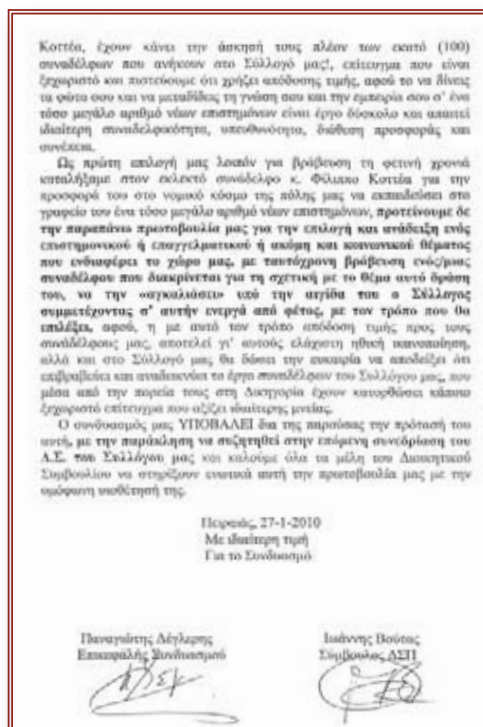 Κοττέα, έχουν κάνει την άσκησή τους πλέον των εκατό (100)
συναδέλφων που ανήκουν στο Σύλλογό μας!, επίτευγμα που είναι
ξεχωριστό και πιστεύουμε ότι χρήζει απόδοσης τιμής, αφού το να δίνεις
τα φώτα σου και να μεταδίδεις τη γνώση σου και την εμπειρία σου σ' ένα
τόσο μεγάλο αριθμό νέων επιστημόνων είναι έργο δύσκολο και απαιτεί
ιδιαίτερη συναδελφικότητα, υπευθυνότητα, διάθεση προσφοράς και
συνέπεια.
Ως πρώτη επιλογή μας λοιπόν για βράβευση τη φετινή χρονιά
καταλήξαμε στον εκλεκτό συνάδελφο κ. Φίλιππο Κοττέα για την
προσφορά του στο νομικό κόσμο της πόλης μας να εκπαιδεύσει στο
γραφείο του ένα τόσο μεγάλο αριθμό νέων επιστημόνων, προτείνουμε δε
την παραπάνω πρωτοβουλία μας για την επιλογή και ανάδειξη ενός
επιστημονικού ή επαγγελματικού ή ακόμη και κοινωνικού θέματος
που ενδιαφέρει το χώρο μας, με ταυτόχρονη βράβευση ενός/μιας
συναδέλφου που διακρίνεται για τη σχετική με το θέμα αυτό δράση
του, να την «αγκαλιάσει» υπό την αιγίδα του ο Σύλλογος
συμμετέχοντας σ' αυτήν ενεργά από φέτος, με τον τρόπο που θα
επιλέξει, αφού, η με αυτό τον τρόπο απόδοση τιμής προς τους
συνάδελφους μας, αποτελεί γι' αυτούς ελάχιστη ηθική ικανοποίηση,
αλλά και στο Σύλλογό μας θα δώσει την ευκαιρία να αποδείξει ότι
επιβραβεύει και αναδεικνύει το έργο συναδέλφων του Συλλόγου μας, που
μέσα από την πορεία τους στη Δικηγορία έχουν κατορθώσει κάποιο
ξεχωριστό επίτευγμα που αξίζει ιδιαίτερης μνείας.
Ο συνδυασμός μας ΥΠΟΒΑΛΕΙ δια της παρούσας την πρότασή του
αυτή, με την παράκληση να συζητηθεί στην επόμενη συνεδρίαση του
Δ.Σ. του Συλλόγου μας και καλούμε όλα τα μέλη του Διοικητικού
Συμβουλίου να στηρίξουν ενωτικά αυτή την πρωτοβουλία μας με την
ομόφωνη υιοθέτησή της.
Πειραιάς, 27-1-2010
Με ιδιαίτερη τιμή
Για το Συνδυασμό
Παναγιώτης Δέγλερης Ιωάννης Βούτας
Επικεφαλής Συνδυασμού Σύμβουλος ΔΣΠ